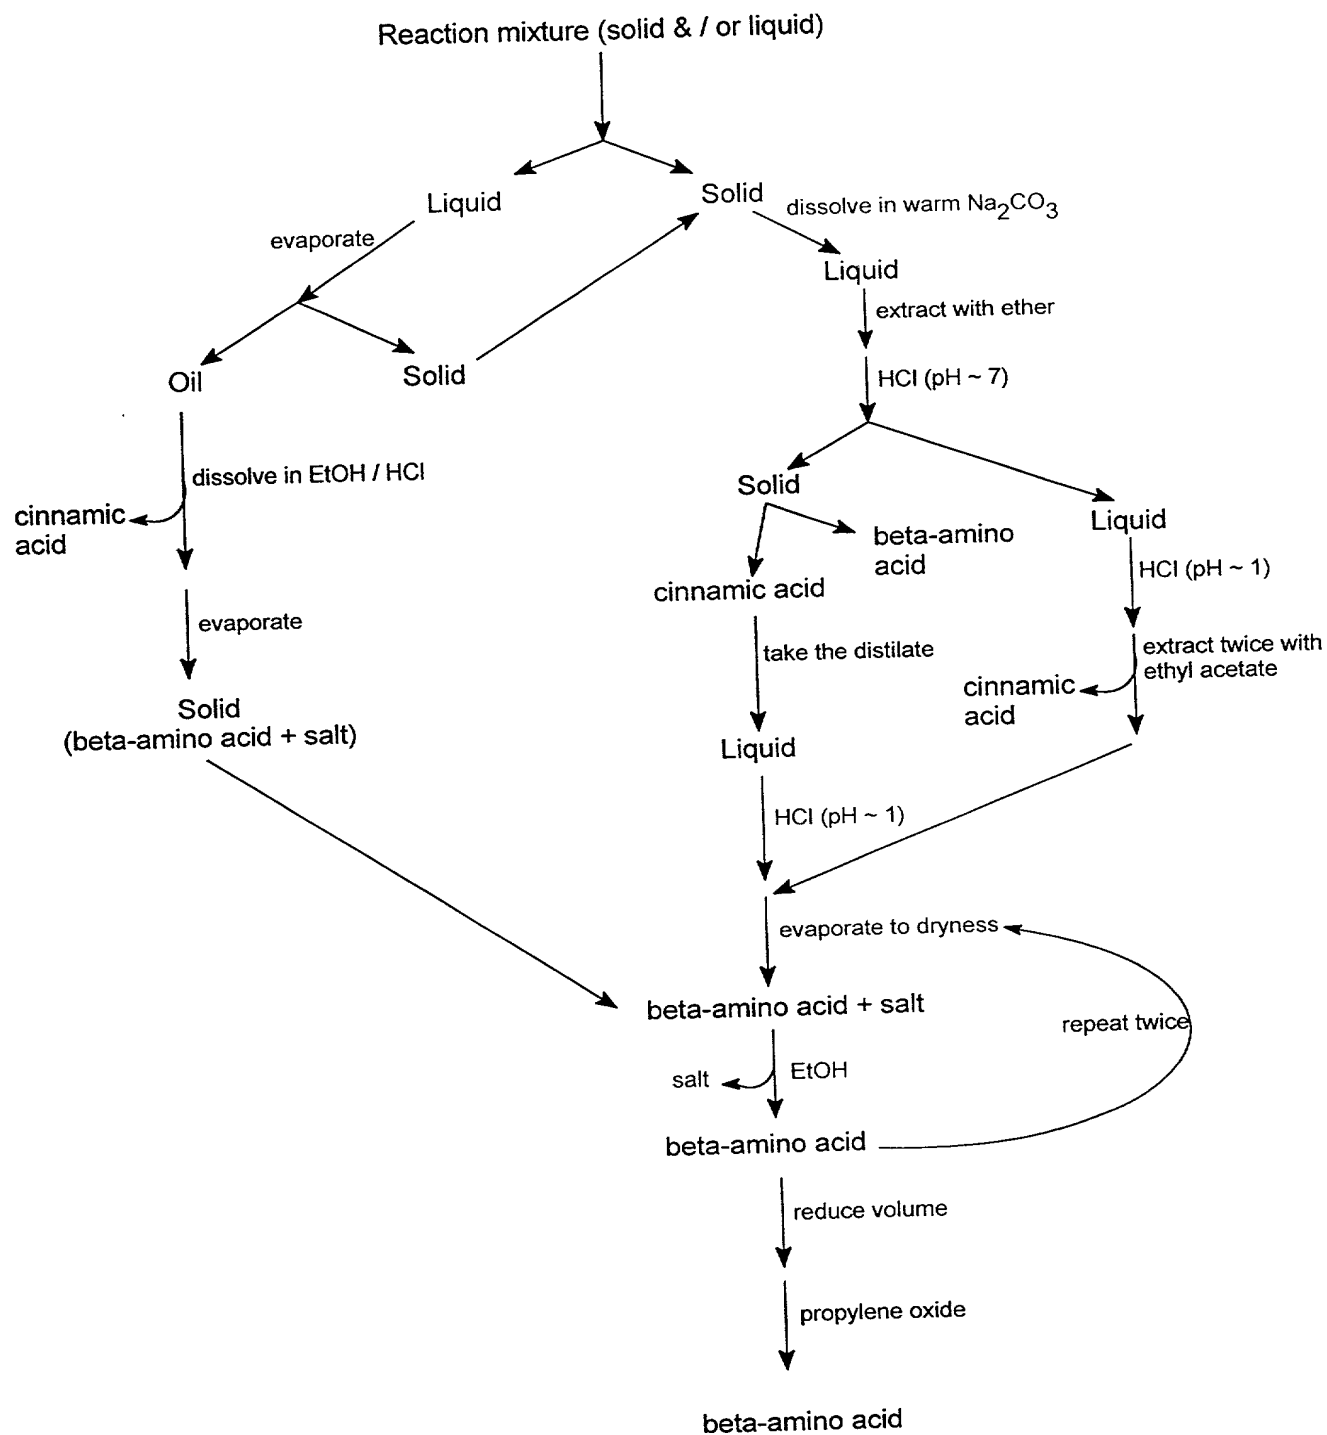 Reaction mixture (solid & / or liquid)
Liquid
Solid
dissolve in warm Na2CO3
evaporate
Liquid
extract with ether
Oil
Solid
HCl (pH ~ 7)
dissolve in EtOH / HCl
cinnamic
acid
Solid
Liquid
beta-amino
acid
HCl (pH ~ 1)
cinnamic acid
evaporate
take the distilate
extract twice with
ethyl acetate
cinnamic
acid
Solid
(beta-amino acid + salt)
Liquid
HCl (pH ~ 1)
evaporate to dryness
beta-amino acid + salt
repeat twice
salt
EtOH
beta-amino acid
reduce volume
propylene oxide
beta-amino acid